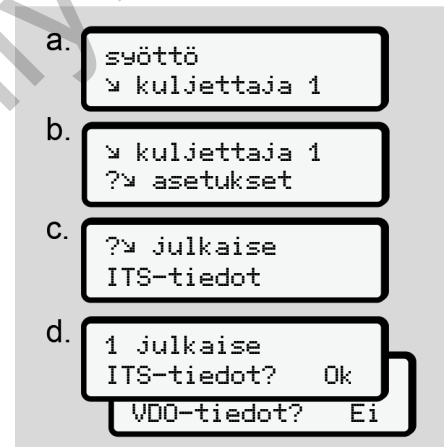 a.
syöttö
↘ kuljettaja 1
b.
↘ kuljettaja 1
?↘ asetukset
c.
?↘ julkaise
ITS-tiedot
d.
1 julkaise
ITS-tiedot? Ok
VDO-tiedot? Ei